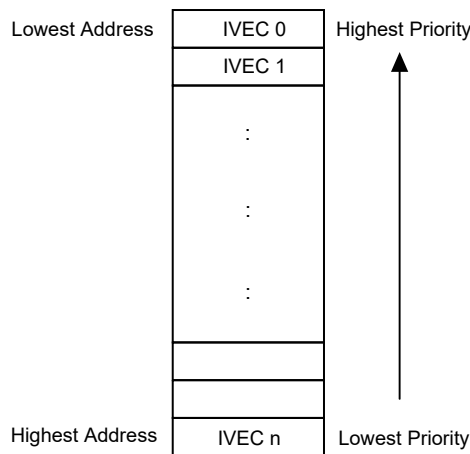 Lowest Address IVEC 0 Highest Priority
IVEC 1
:
:
:
Highest Address IVEC n Lowest Priority